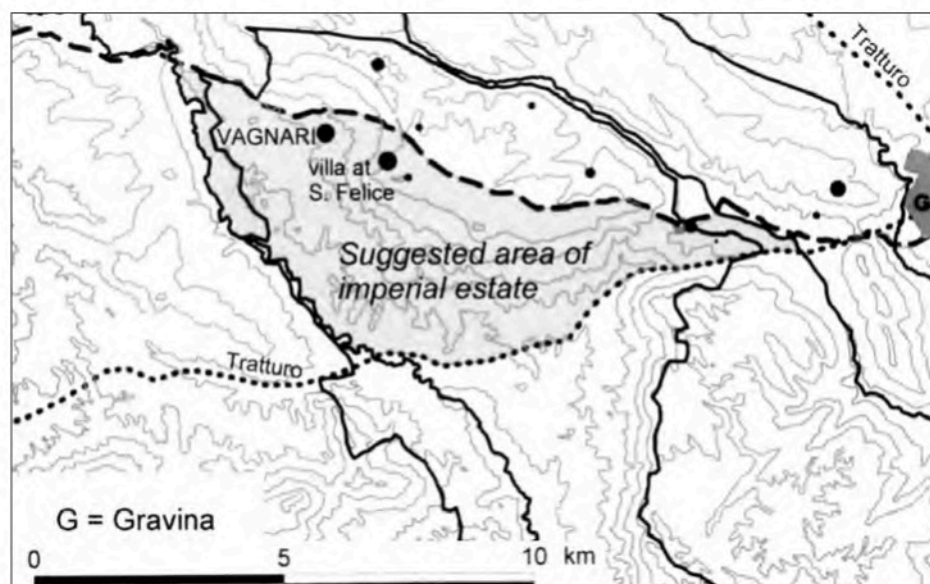 Tratturo
VAGNARI
villa at
S. Felice
G
Suggested area of
imperial estate
Tratturo
G = Gravina
0 5 10 km